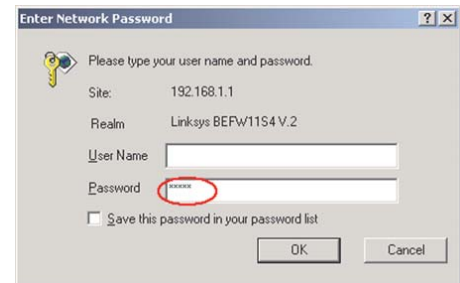 Enter Network Password
Please type your user name and password.
Site: 192.168.1.1
Realm Linksys BEFW11S4 V.2
User Name
Password xxxxx
Save this password in your password list
OK Cancel